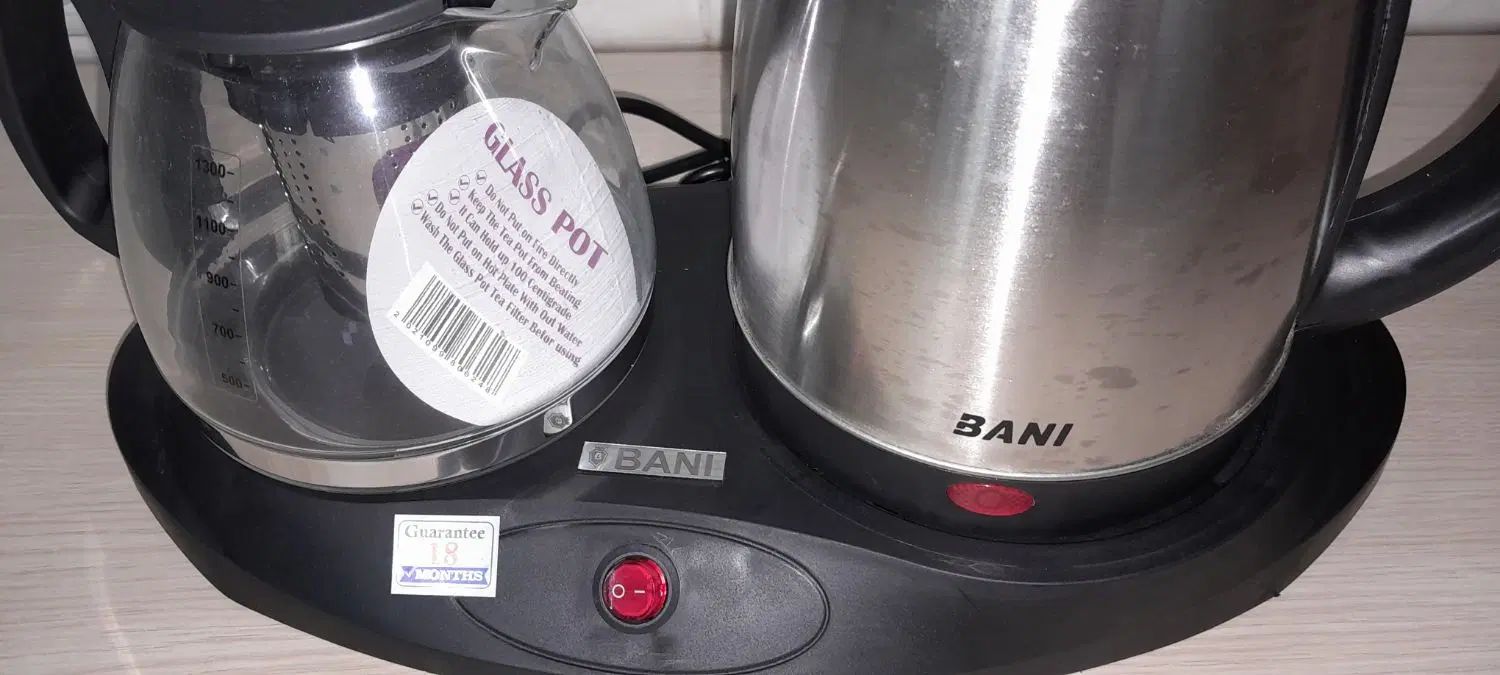 GLASS POT
Do Not Put on Fire Directly
Keep The Tea Pot From Beating
It Can Hold up 100 Centigrade
Do Not Put on Hot Plate With Out Water
Wash The Glass Pot Tea Filter Befor using
1300-
1100-
900-
700-
500-
BANI
BANI
Guarantee
18
MONTHS
O -